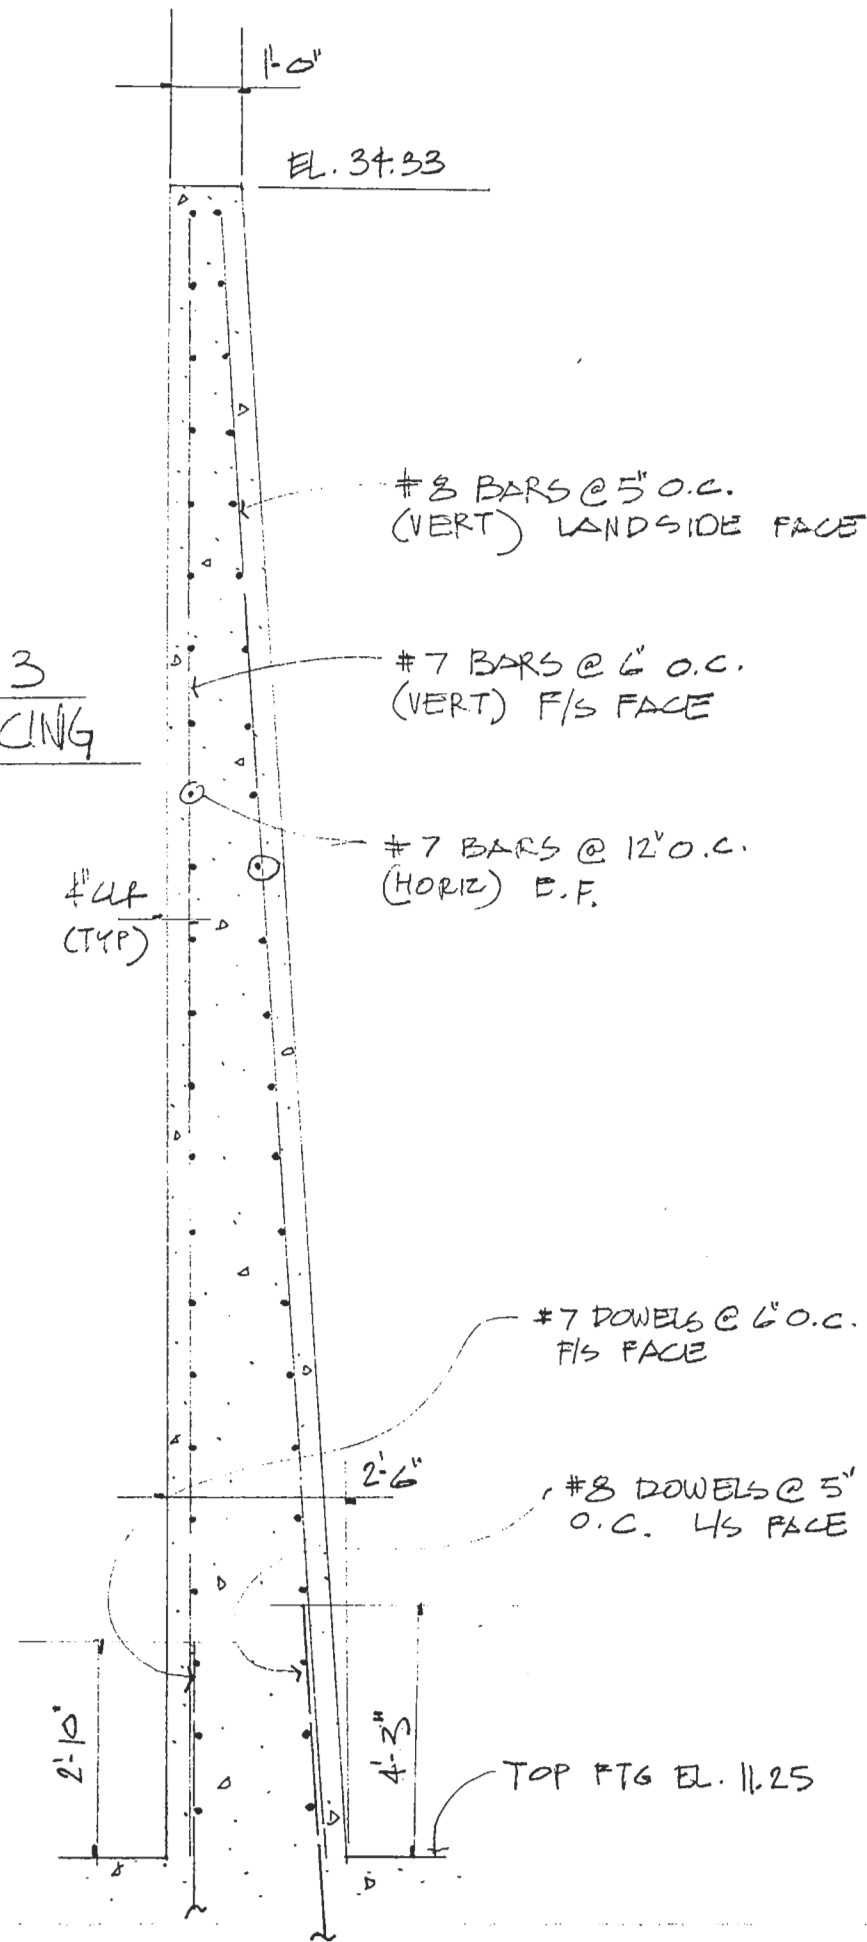 1'-0"
EL. 34.33
#8 BARS @ 5" O.C.
(VERT) LANDSIDE FACE
3
CING
#7 BARS @ 6" O.C.
(VERT) F/S FACE
#7 BARS @ 12" O.C.
(HORIZ) E.F.
4" CLR
(TYP)
#7 DOWELS @ 6" O.C.
F/S FACE
2'-6"
#8 DOWELS @ 5"
O.C. L/S FACE
2'-10"
4'-3"
TOP FTG EL. 11.25